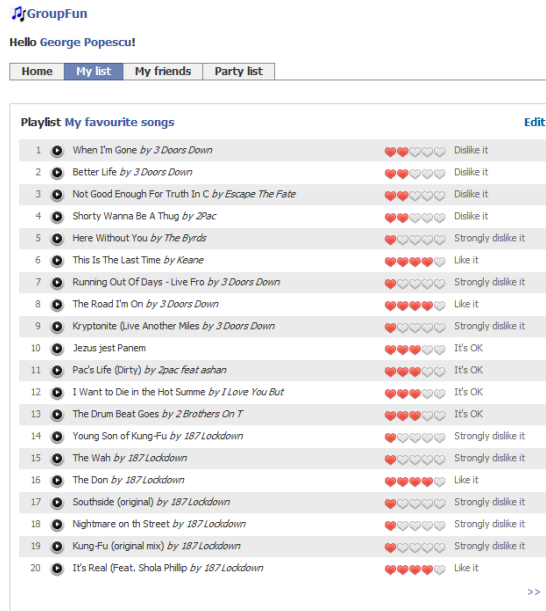 GroupFun
Hello George Popescu!
Home My list My friends Party list
Playlist My favourite songs Edit
1 When I'm Gone by 3 Doors Down Dislike it
2 Better Life by 3 Doors Down Dislike it
3 Not Good Enough For Truth In C by Escape The Fate Dislike it
4 Shorty Wanna Be A Thug by 2Pac Dislike it
5 Here Without You by The Byrds Strongly dislike it
6 This Is The Last Time by Keane Like it
7 Running Out Of Days - Live Fro by 3 Doors Down Strongly dislike it
8 The Road I'm On by 3 Doors Down Like it
9 Kryptonite (Live Another Miles by 3 Doors Down Strongly dislike it
10 Jezus jest Panem It's OK
11 Pac's Life (Dirty) by 2pac feat ashan It's OK
12 I Want to Die in the Hot Summe by I Love You But It's OK
13 The Drum Beat Goes by 2 Brothers On T It's OK
14 Young Son of Kung-Fu by 187 Lockdown Strongly dislike it
15 The Wah by 187 Lockdown Strongly dislike it
16 The Don by 187 Lockdown Like it
17 Southside (original) by 187 Lockdown Strongly dislike it
18 Nightmare on th Street by 187 Lockdown Strongly dislike it
19 Kung-Fu (original mix) by 187 Lockdown Strongly dislike it
20 It's Real (Feat. Shola Phillip by 187 Lockdown Like it
>>